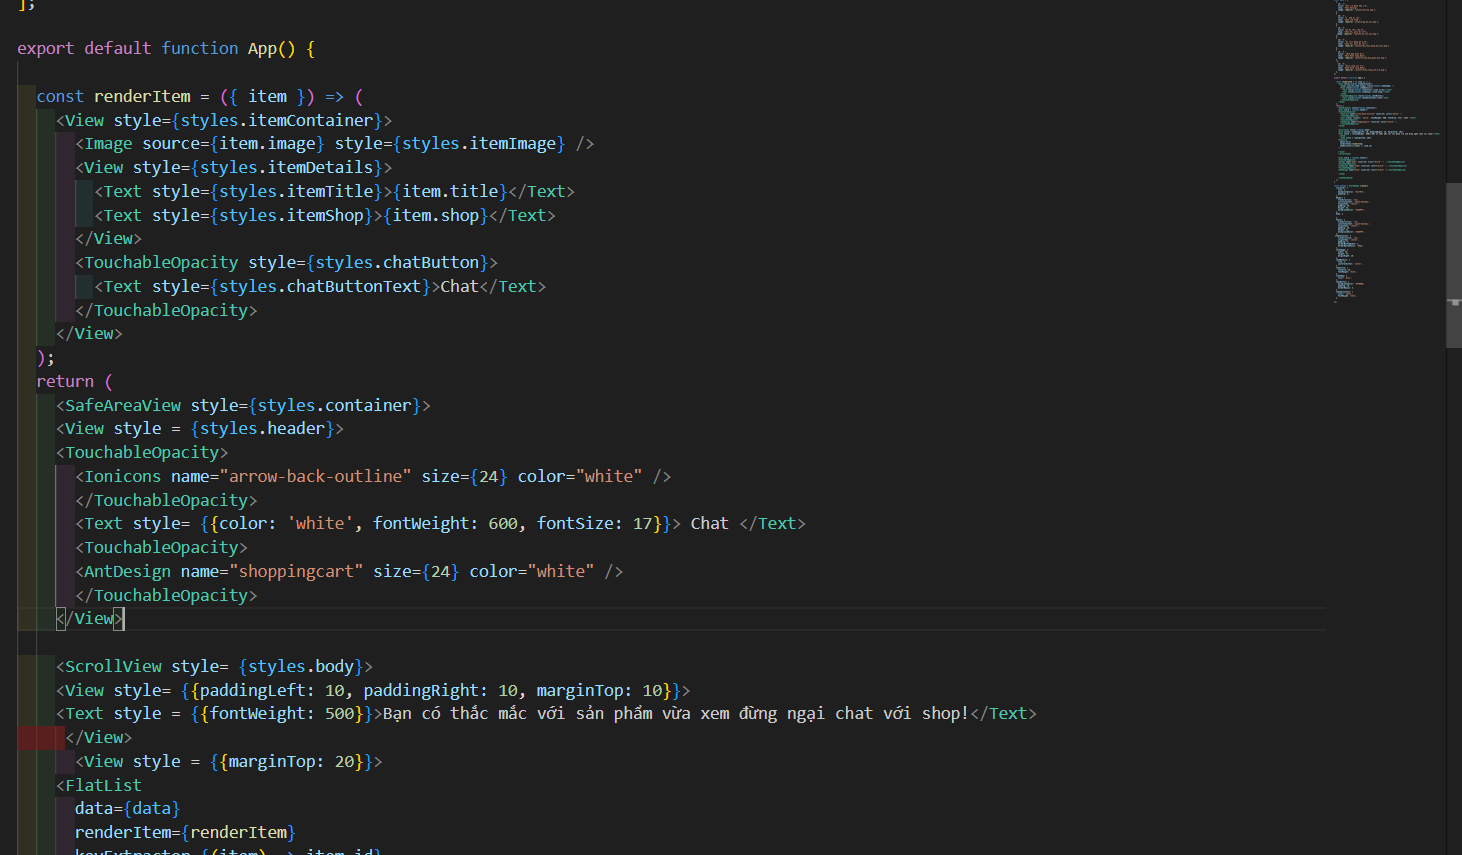 ];
export default function App() {
const renderItem = ({ item }) => (
<View style={styles.itemContainer}>
<Image source={item.image} style={styles.itemImage} />
<View style={styles.itemDetails}>
<Text style={styles.itemTitle}>{item.title}</Text>
<Text style={styles.itemShop}>{item.shop}</Text>
</View>
<TouchableOpacity style={styles.chatButton}>
<Text style={styles.chatButtonText}>Chat</Text>
</TouchableOpacity>
</View>
);
return (
<SafeAreaView style={styles.container}>
<View style = {styles.header}>
<TouchableOpacity>
<Ionicons name="arrow-back-outline" size={24} color="white" />
</TouchableOpacity>
<Text style= {{color: 'white', fontWeight: 600, fontSize: 17}}> Chat </Text>
<TouchableOpacity>
<AntDesign name="shoppingcart" size={24} color="white" />
</TouchableOpacity>
</View>
<ScrollView style= {styles.body}>
<View style= {{paddingLeft: 10, paddingRight: 10, marginTop: 10}}>
<Text style = {{fontWeight: 500}}>Bạn có thắc mắc với sản phẩm vừa xem đừng ngại chat với shop!</Text>
</View>
<View style = {{marginTop: 20}}>
<FlatList
data={data}
renderItem={renderItem}
keyExtractor={(item) => item.id}